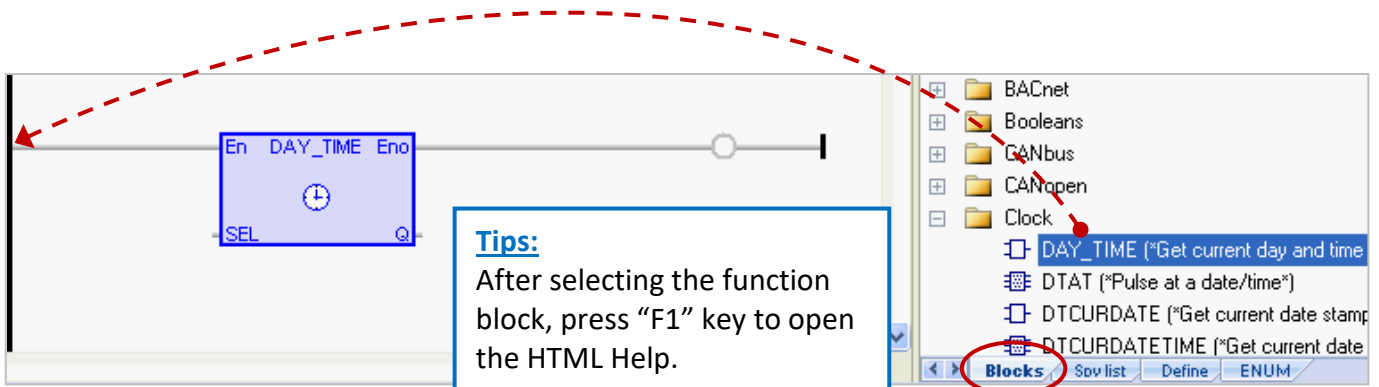 En DAY_TIME Eno
SEL Q
Tips:
After selecting the function
block, press “F1” key to open
the HTML Help.
BACnet
Booleans
CANbus
CANopen
Clock
DAY_TIME (*Get current day and time
DTAT (*Pulse at a date/time*)
DTCURDATE (*Get current date stamp
DTCURDATETIME (*Get current date
Blocks Spy list Define ENUM